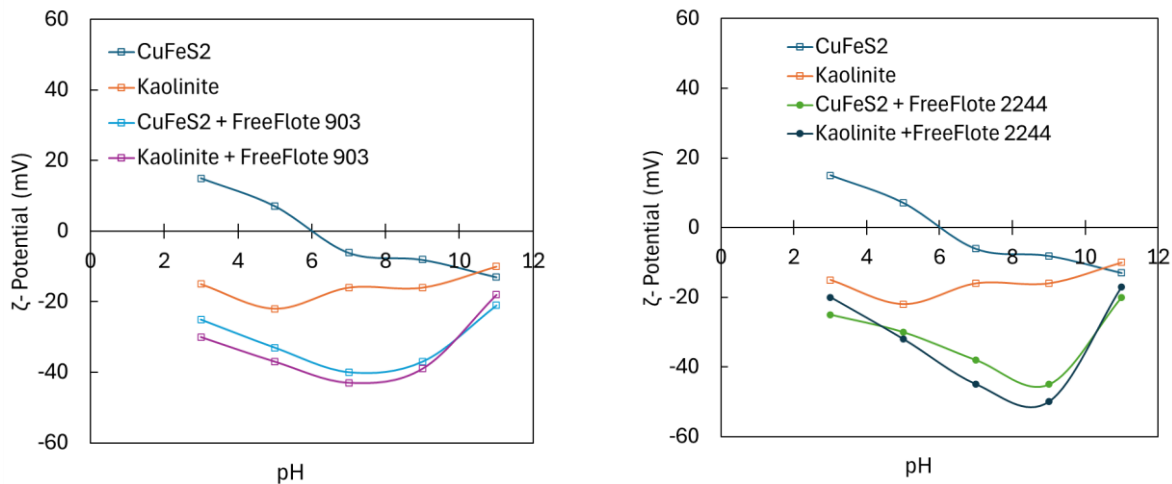 60
40
20
0
-20
-40
-60
0
2
4
6
8
10
12
ζ- Potential (mV)
pH
CuFeS2
Kaolinite
CuFeS2 + FreeFlote 903
Kaolinite + FreeFlote 903
60
40
20
0
-20
-40
-60
0
2
4
6
8
10
12
ζ- Potential (mV)
pH
CuFeS2
Kaolinite
CuFeS2 + FreeFlote 2244
Kaolinite +FreeFlote 2244